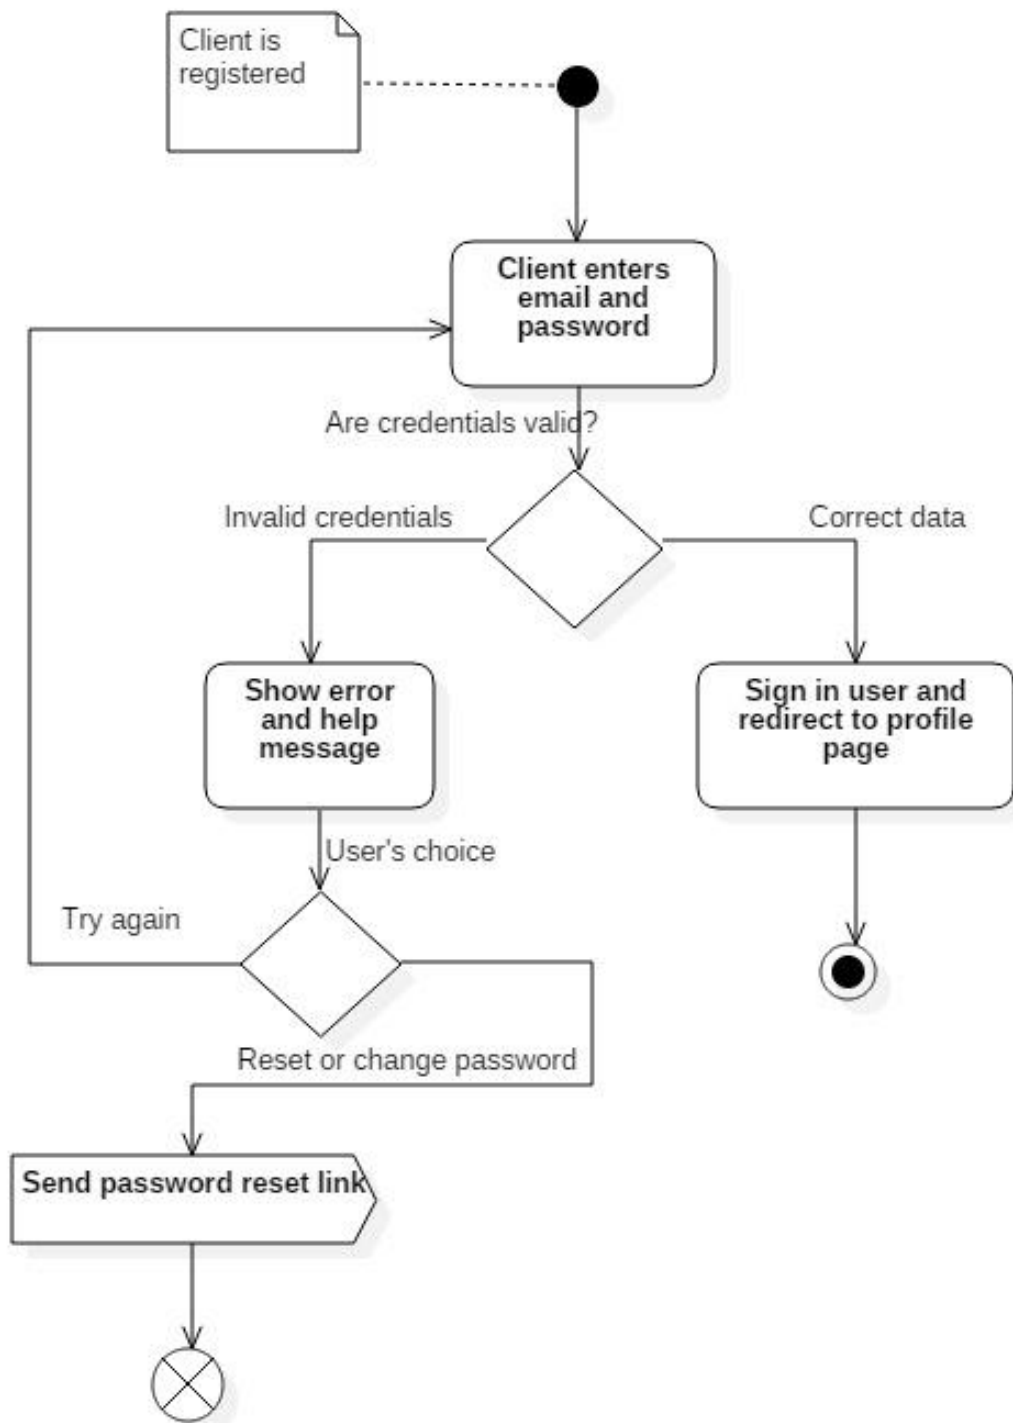 Client is
registered
Client enters
email and
password
Are credentials valid?
Invalid credentials
Correct data
Show error
and help
message
Sign in user and
redirect to profile
page
User's choice
Try again
Reset or change password
Send password reset link